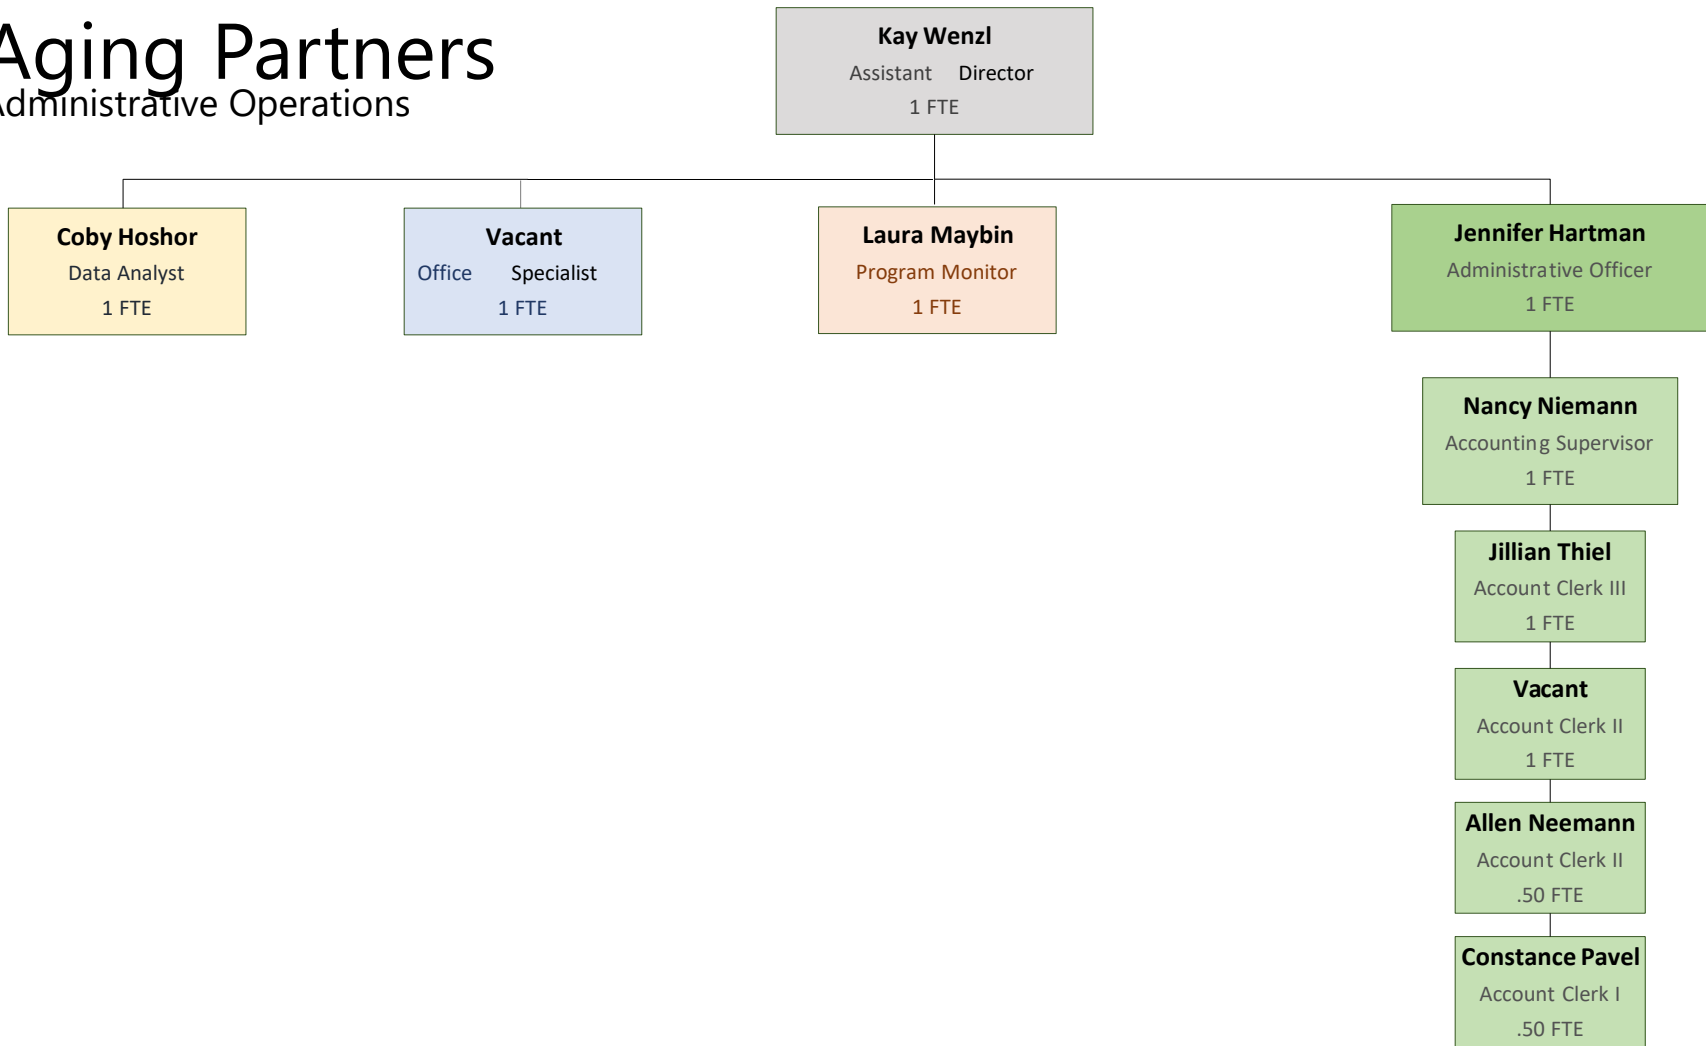 Aging Partners
Administrative Operations
Kay Wenzl
Assistant Director
1 FTE
Coby Hoshor
Data Analyst
1 FTE
Vacant
Office Specialist
1 FTE
Laura Maybin
Program Monitor
1 FTE
Jennifer Hartman
Administrative Officer
1 FTE
Nancy Niemann
Accounting Supervisor
1 FTE
Jillian Thiel
Account Clerk III
1 FTE
Vacant
Account Clerk II
1 FTE
Allen Neemann
Account Clerk II
.50 FTE
Constance Pavel
Account Clerk I
.50 FTE